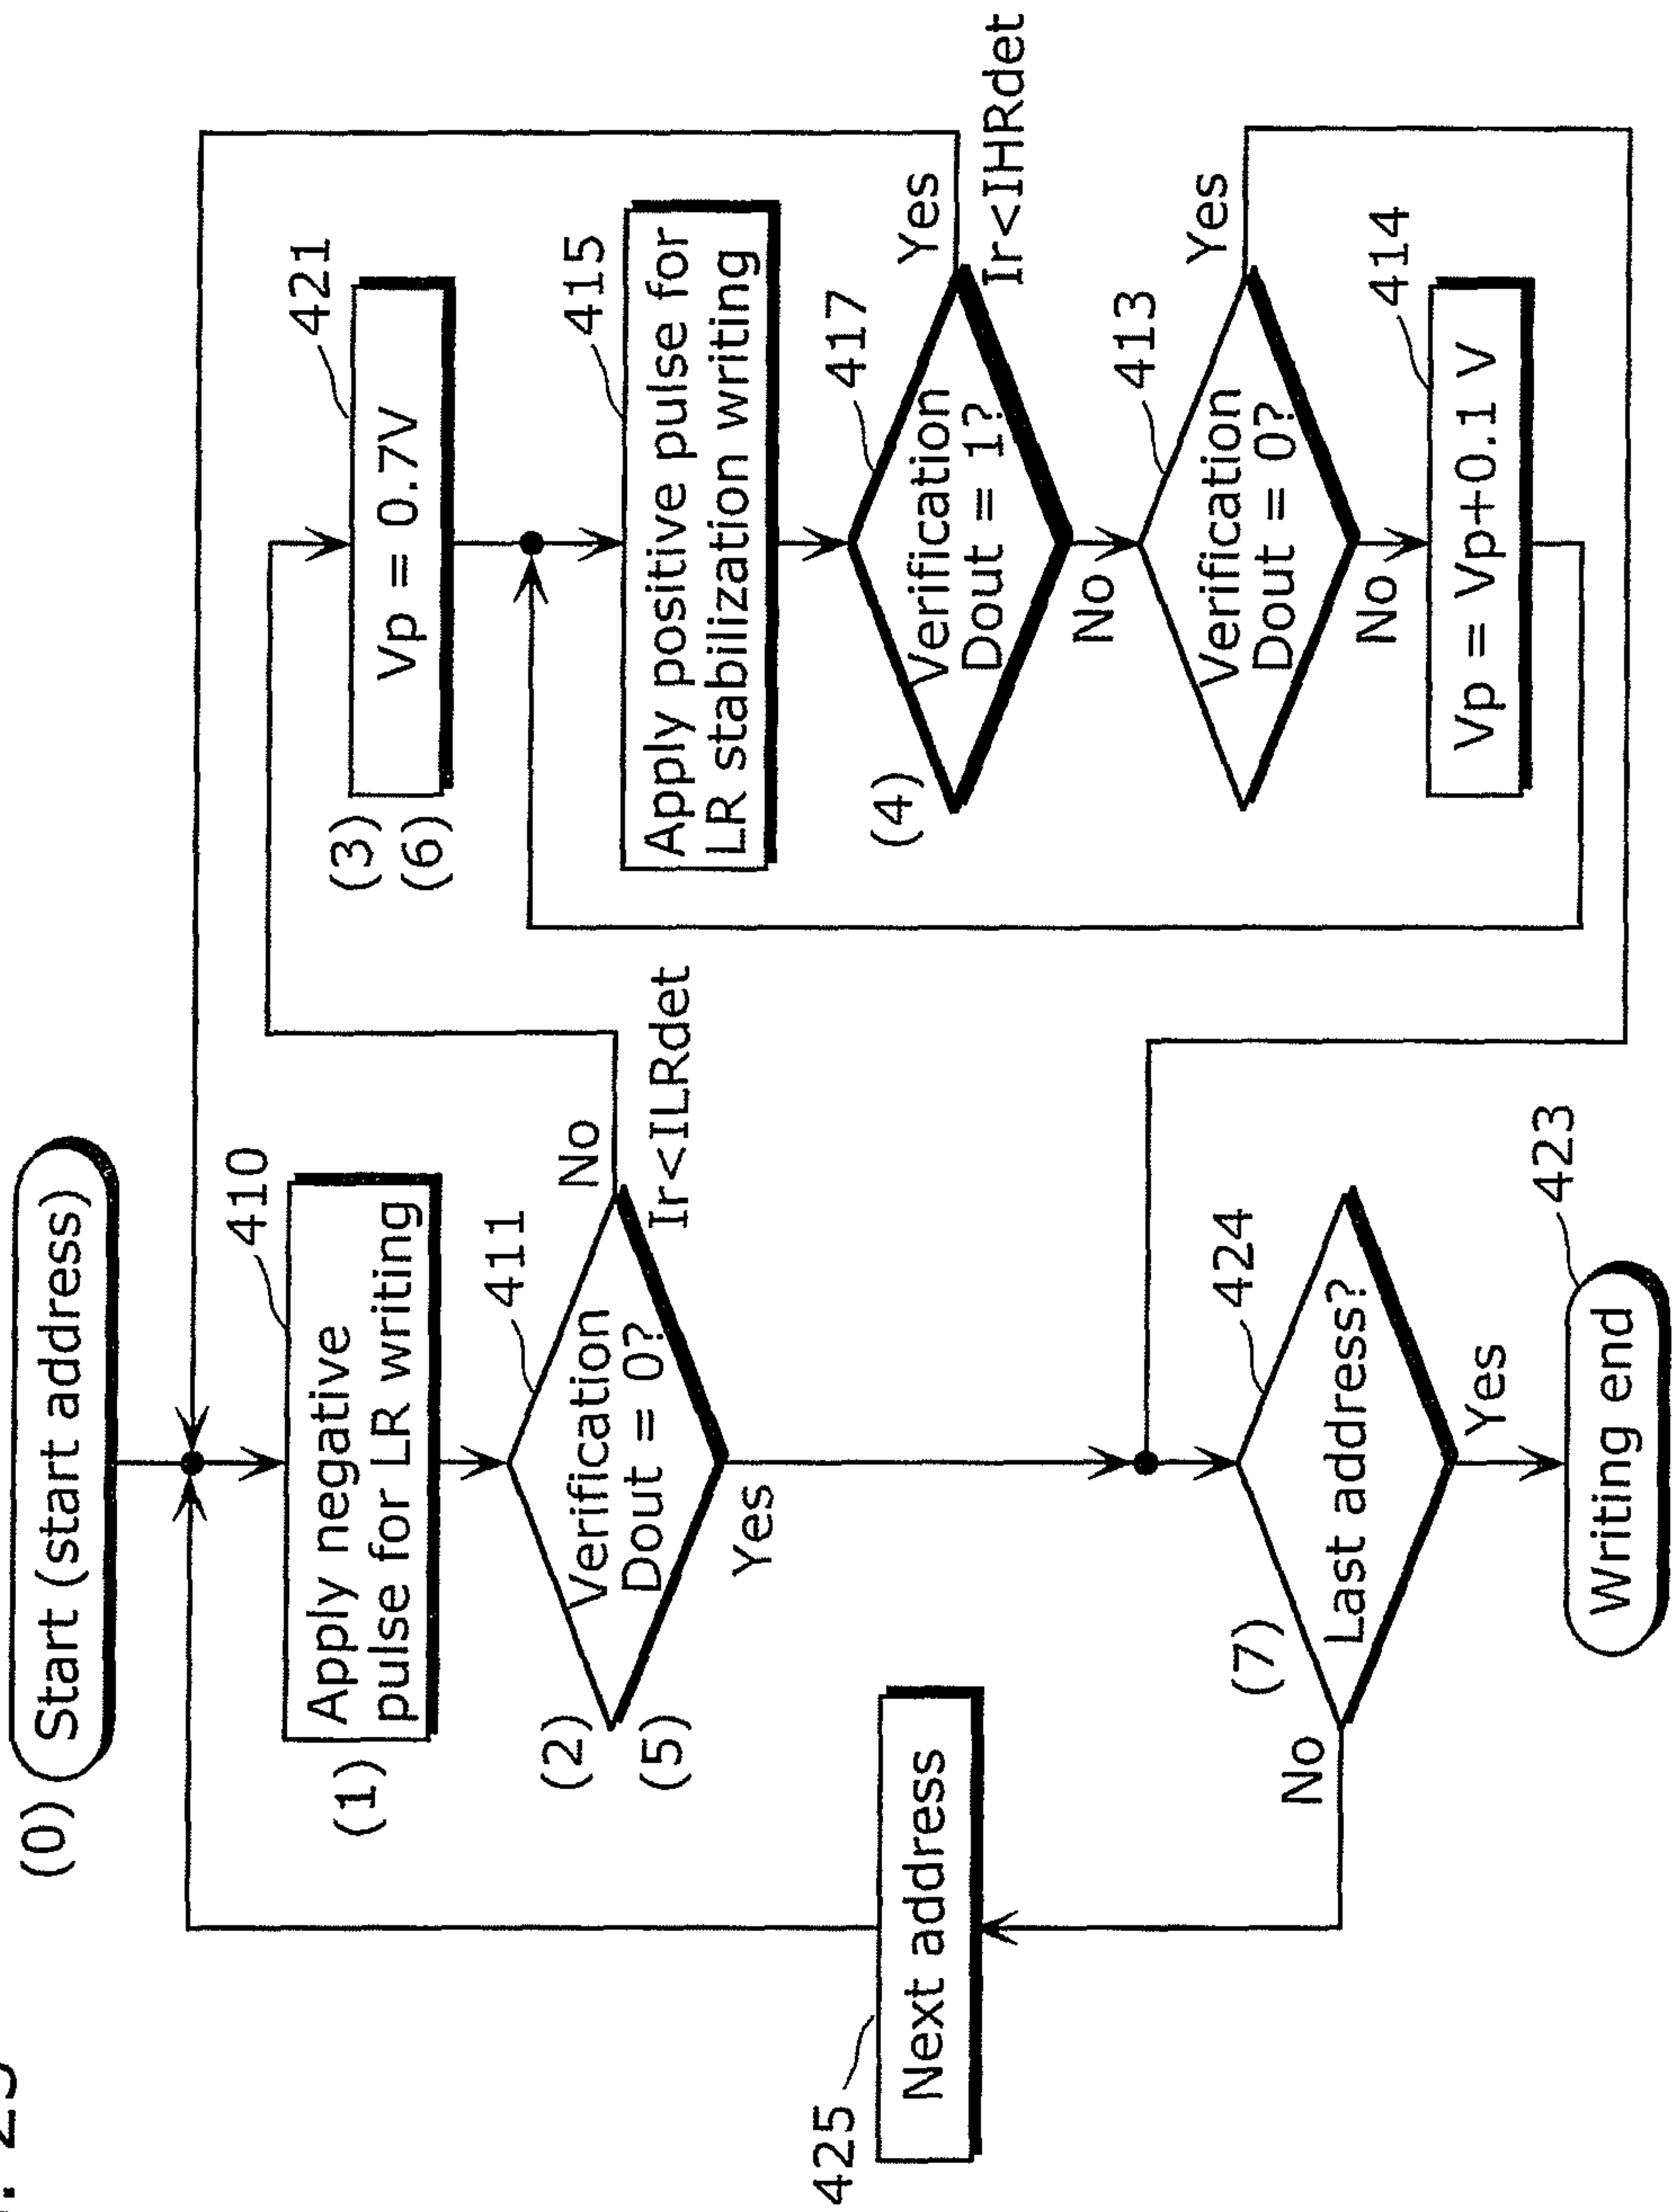 (0) Start (start address)
410
(1)
Apply negative
pulse for LR writing
411
(2)
(5)
Verification
Dout = 0?
No
Ir<ILRdet
Yes
425
Next address
424
(7)
Last address?
No
Yes
423
Writing end
421
(3)
(6)
Vp = 0.7V
415
Apply positive pulse for
LR stabilization writing
417
(4)
Verification
Dout = 1?
Yes
Ir<IHRdet
No
413
Verification
Dout = 0?
Yes
No
414
Vp = Vp+0.1 V